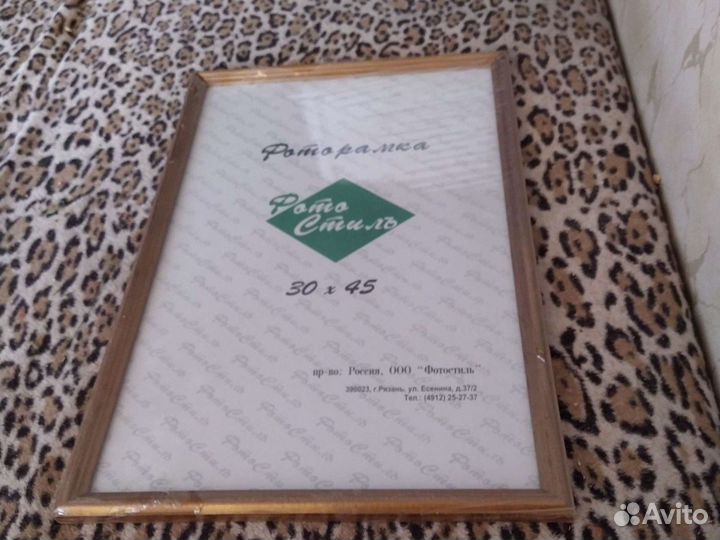 Фоторамка
Фото
Стиль
30 х 45
пр-во: Россия, ООО "Фотостиль"
390023, г.Рязань, ул. Есенина, д.37/2
Тел.: (4912) 25-27-37
Avito